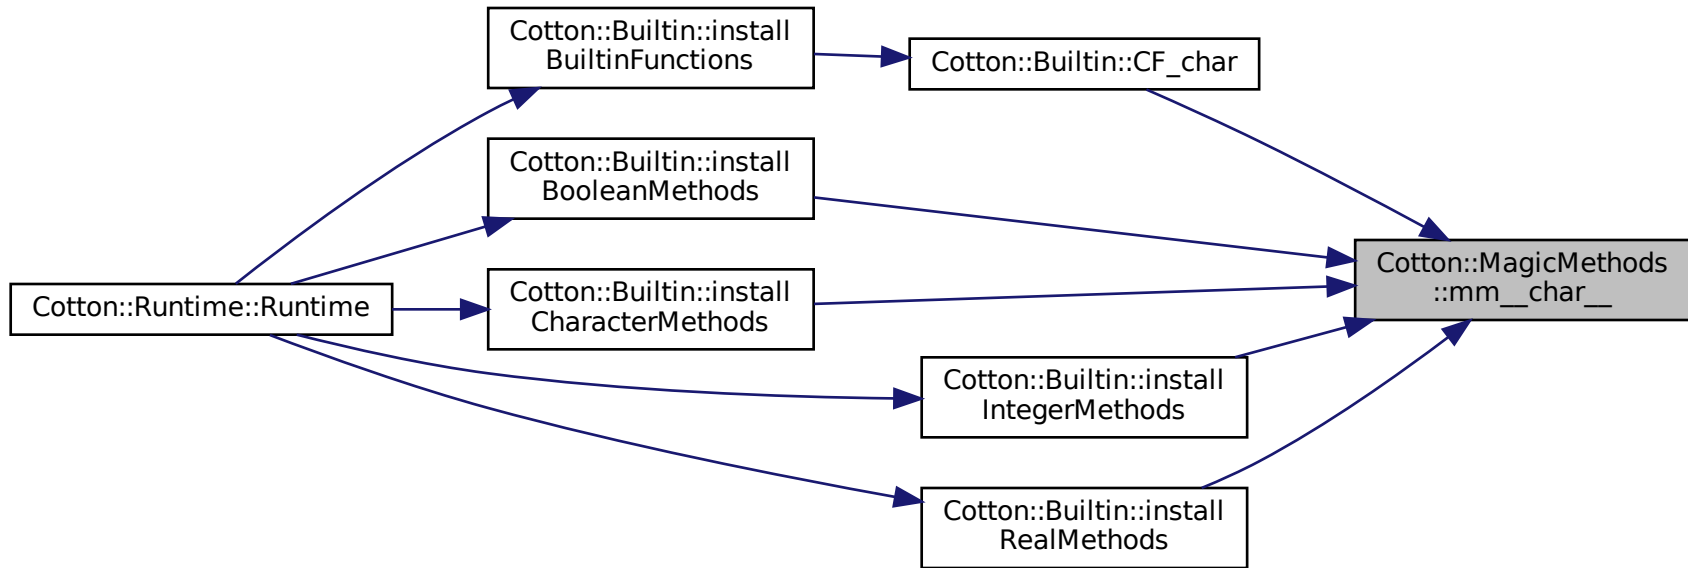 Cotton::Builtin::install
BuiltinFunctions
Cotton::Builtin::CF_char
Cotton::Builtin::install
BooleanMethods
Cotton::MagicMethods
::mm__char__
Cotton::Runtime::Runtime
Cotton::Builtin::install
CharacterMethods
Cotton::Builtin::install
IntegerMethods
Cotton::Builtin::install
RealMethods